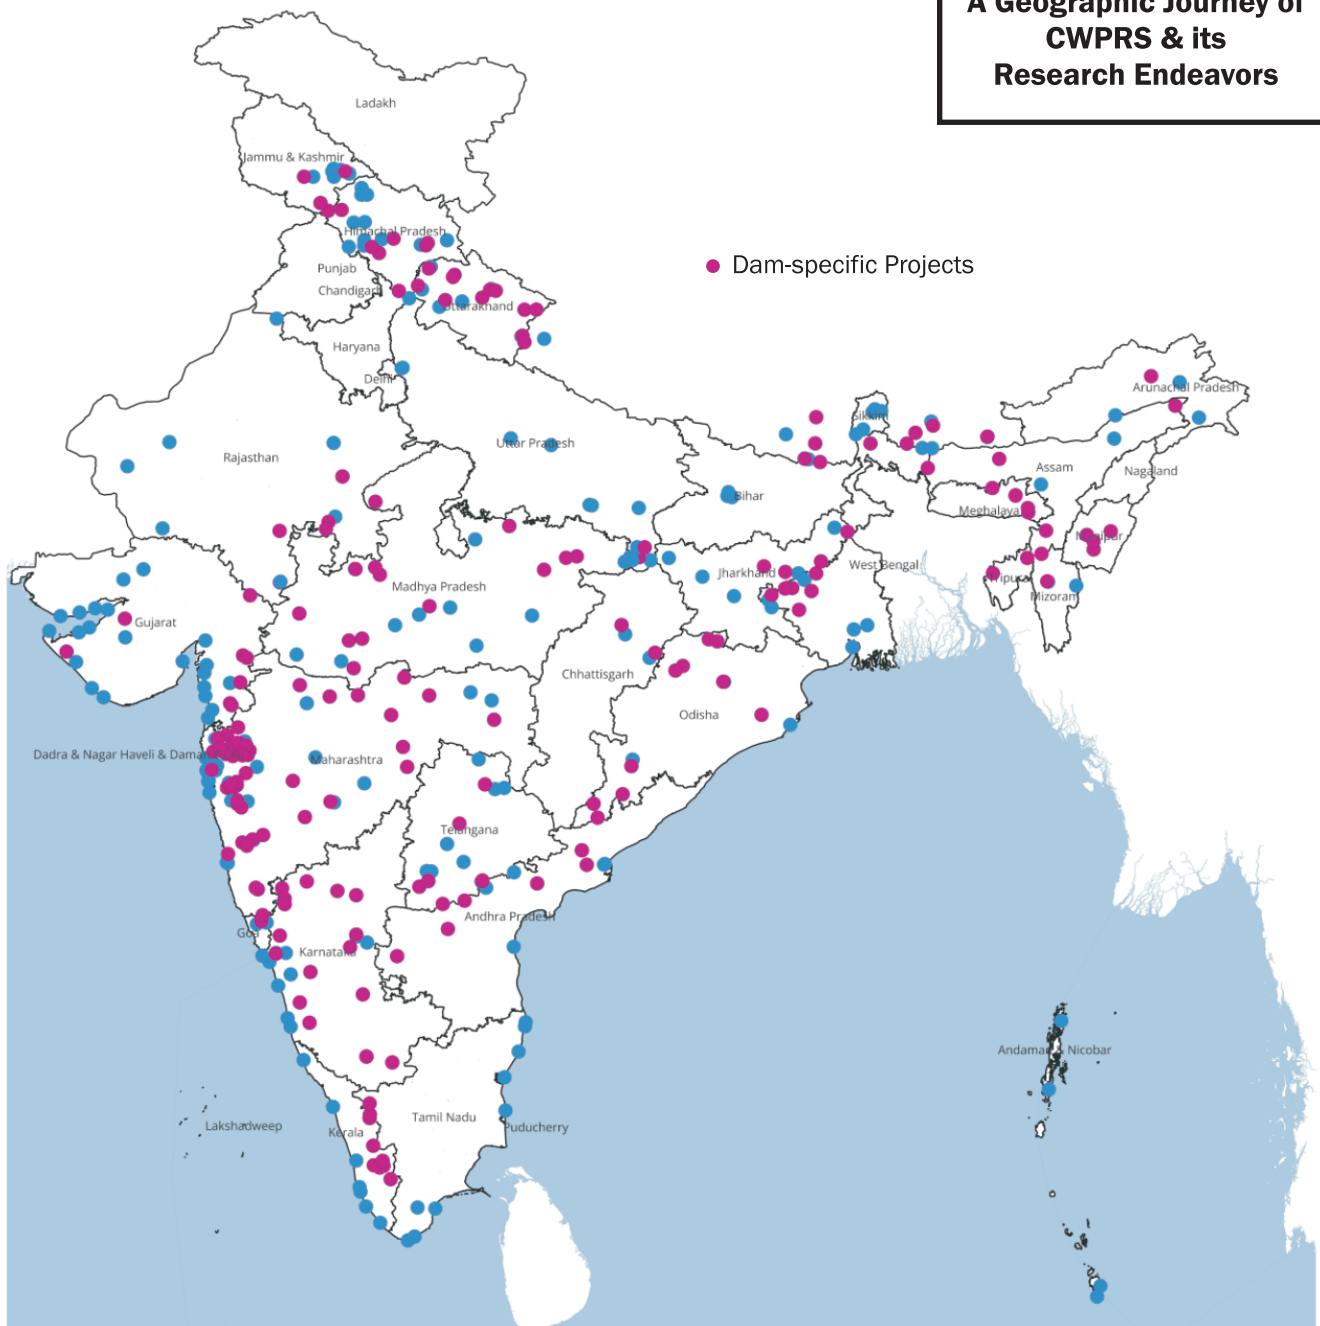 A Geographic Journey of
CWPRS & its
Research Endeavors
Ladakh
Jammu & Kashmir
Himachal Pradesh
Dam-specific Projects
Punjab
Chandigarh
Uttarakhand
Haryana
Delhi
Arunachal Pradesh
Sikkim
Uttar Pradesh
Rajasthan
Assam
Nagaland
Bihar
Meghalaya
Manipur
West Bengal
Jharkhand
Tripura
Madhya Pradesh
Mizoram
Gujarat
Chhattisgarh
Odisha
Dadra & Nagar Haveli & Daman
Maharashtra
Telangana
Andhra Pradesh
Goa
Karnataka
Andaman & Nicobar
Tamil Nadu
Lakshadweep
Kerala
Puducherry